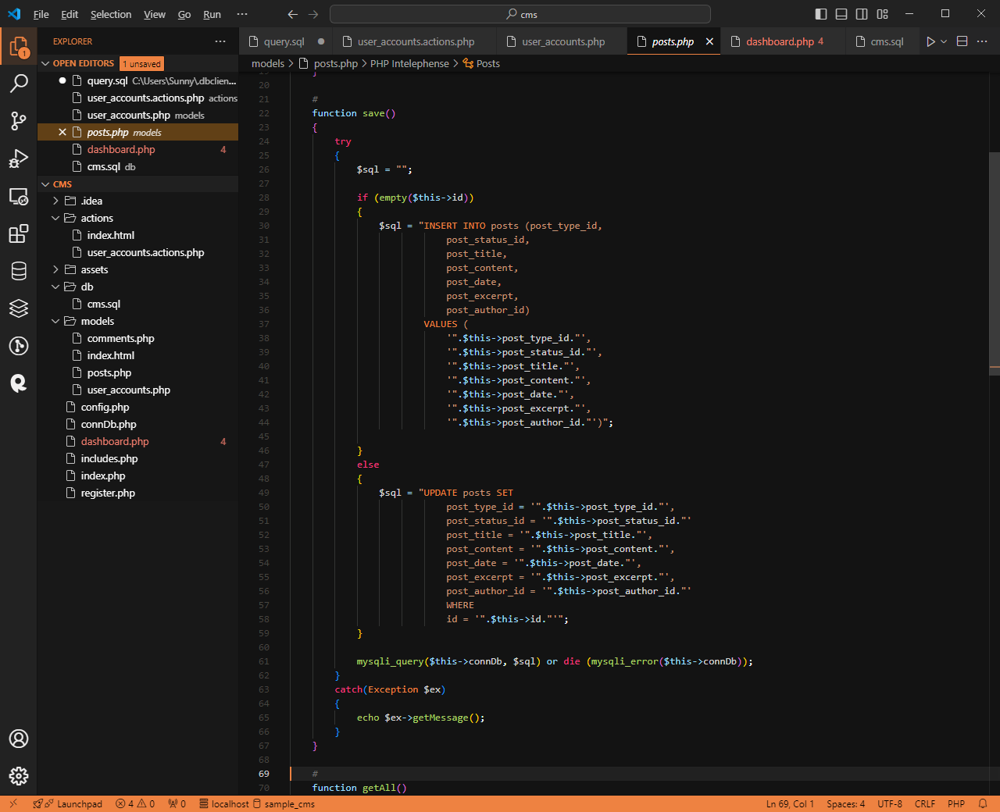 File Edit Selection View Go Run ··· cms
EXPLORER ···
OPEN EDITORS 1 unsaved
query.sql C:\Users\Sunny\.dbclien...
user_accounts.actions.php actions
user_accounts.php models
posts.php models
dashboard.php 4
cms.sql db
CMS
.idea
actions
index.html
user_accounts.actions.php
assets
db
cms.sql
models
comments.php
index.html
posts.php
user_accounts.php
config.php
connDb.php
dashboard.php 4
includes.php
index.php
register.php
1
query.sql user_accounts.actions.php user_accounts.php posts.php dashboard.php 4 cms.sql ···
models > posts.php > PHP Intelephense > Posts
19 }
20
21 #
22 function save()
23 {
24 try
25 {
26 $sql = "";
27
28 if (empty($this->id))
29 {
30 $sql = "INSERT INTO posts (post_type_id,
31 post_status_id,
32 post_title,
33 post_content,
34 post_date,
35 post_excerpt,
36 post_author_id)
37 VALUES (
38 '".$this->post_type_id."',
39 '".$this->post_status_id."',
40 '".$this->post_title."',
41 '".$this->post_content."',
42 '".$this->post_date."',
43 '".$this->post_excerpt."',
44 '".$this->post_author_id."')";
45
46 }
47 else
48 {
49 $sql = "UPDATE posts SET
50 post_type_id = '".$this->post_type_id."',
51 post_status_id = '".$this->post_status_id."'
52 post_title = '".$this->post_title."',
53 post_content = '".$this->post_content."',
54 post_date = '".$this->post_date."',
55 post_excerpt = '".$this->post_excerpt."',
56 post_author_id = '".$this->post_author_id."'
57 WHERE
58 id = '".$this->id."'";
59 }
60
61 mysqli_query($this->connDb, $sql) or die (mysqli_error($this->connDb));
62 }
63 catch(Exception $ex)
64 {
65 echo $ex->getMessage();
66 }
67 }
68
69 #
70 function getAll()
Launchpad 4 0 0 localhost sample_cms Ln 69, Col 1 Spaces: 4 UTF-8 CRLF PHP